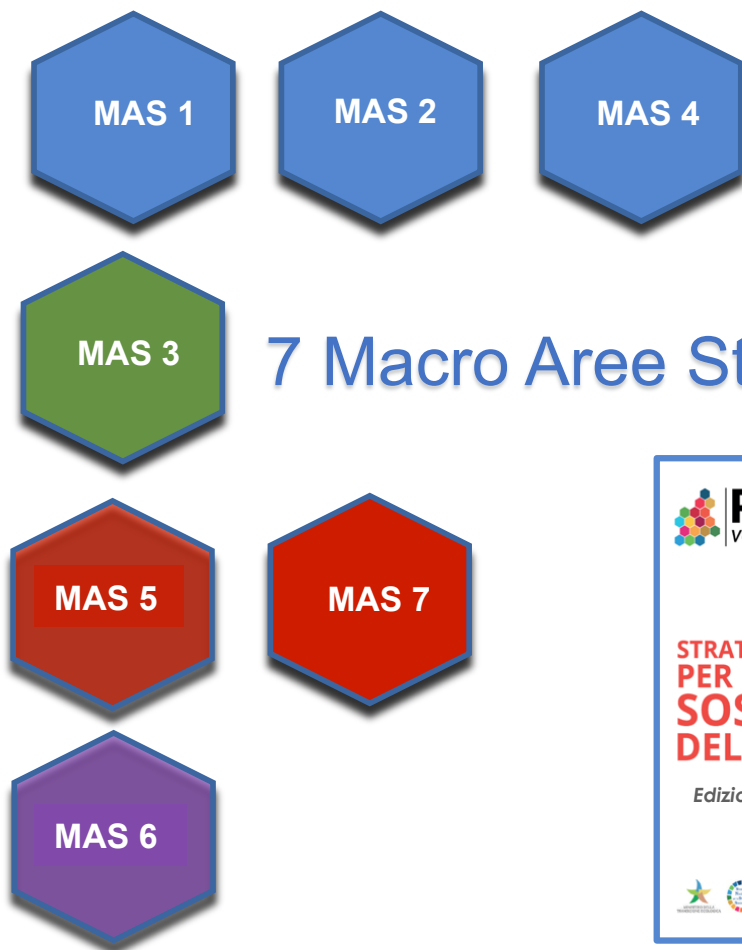 MAS 1
MAS 2
MAS 4
MAS 3
7 Macro Aree St
MAS 5
MAS 7
STRAT
PER
SOS
DEL
Edizio
MAS 6